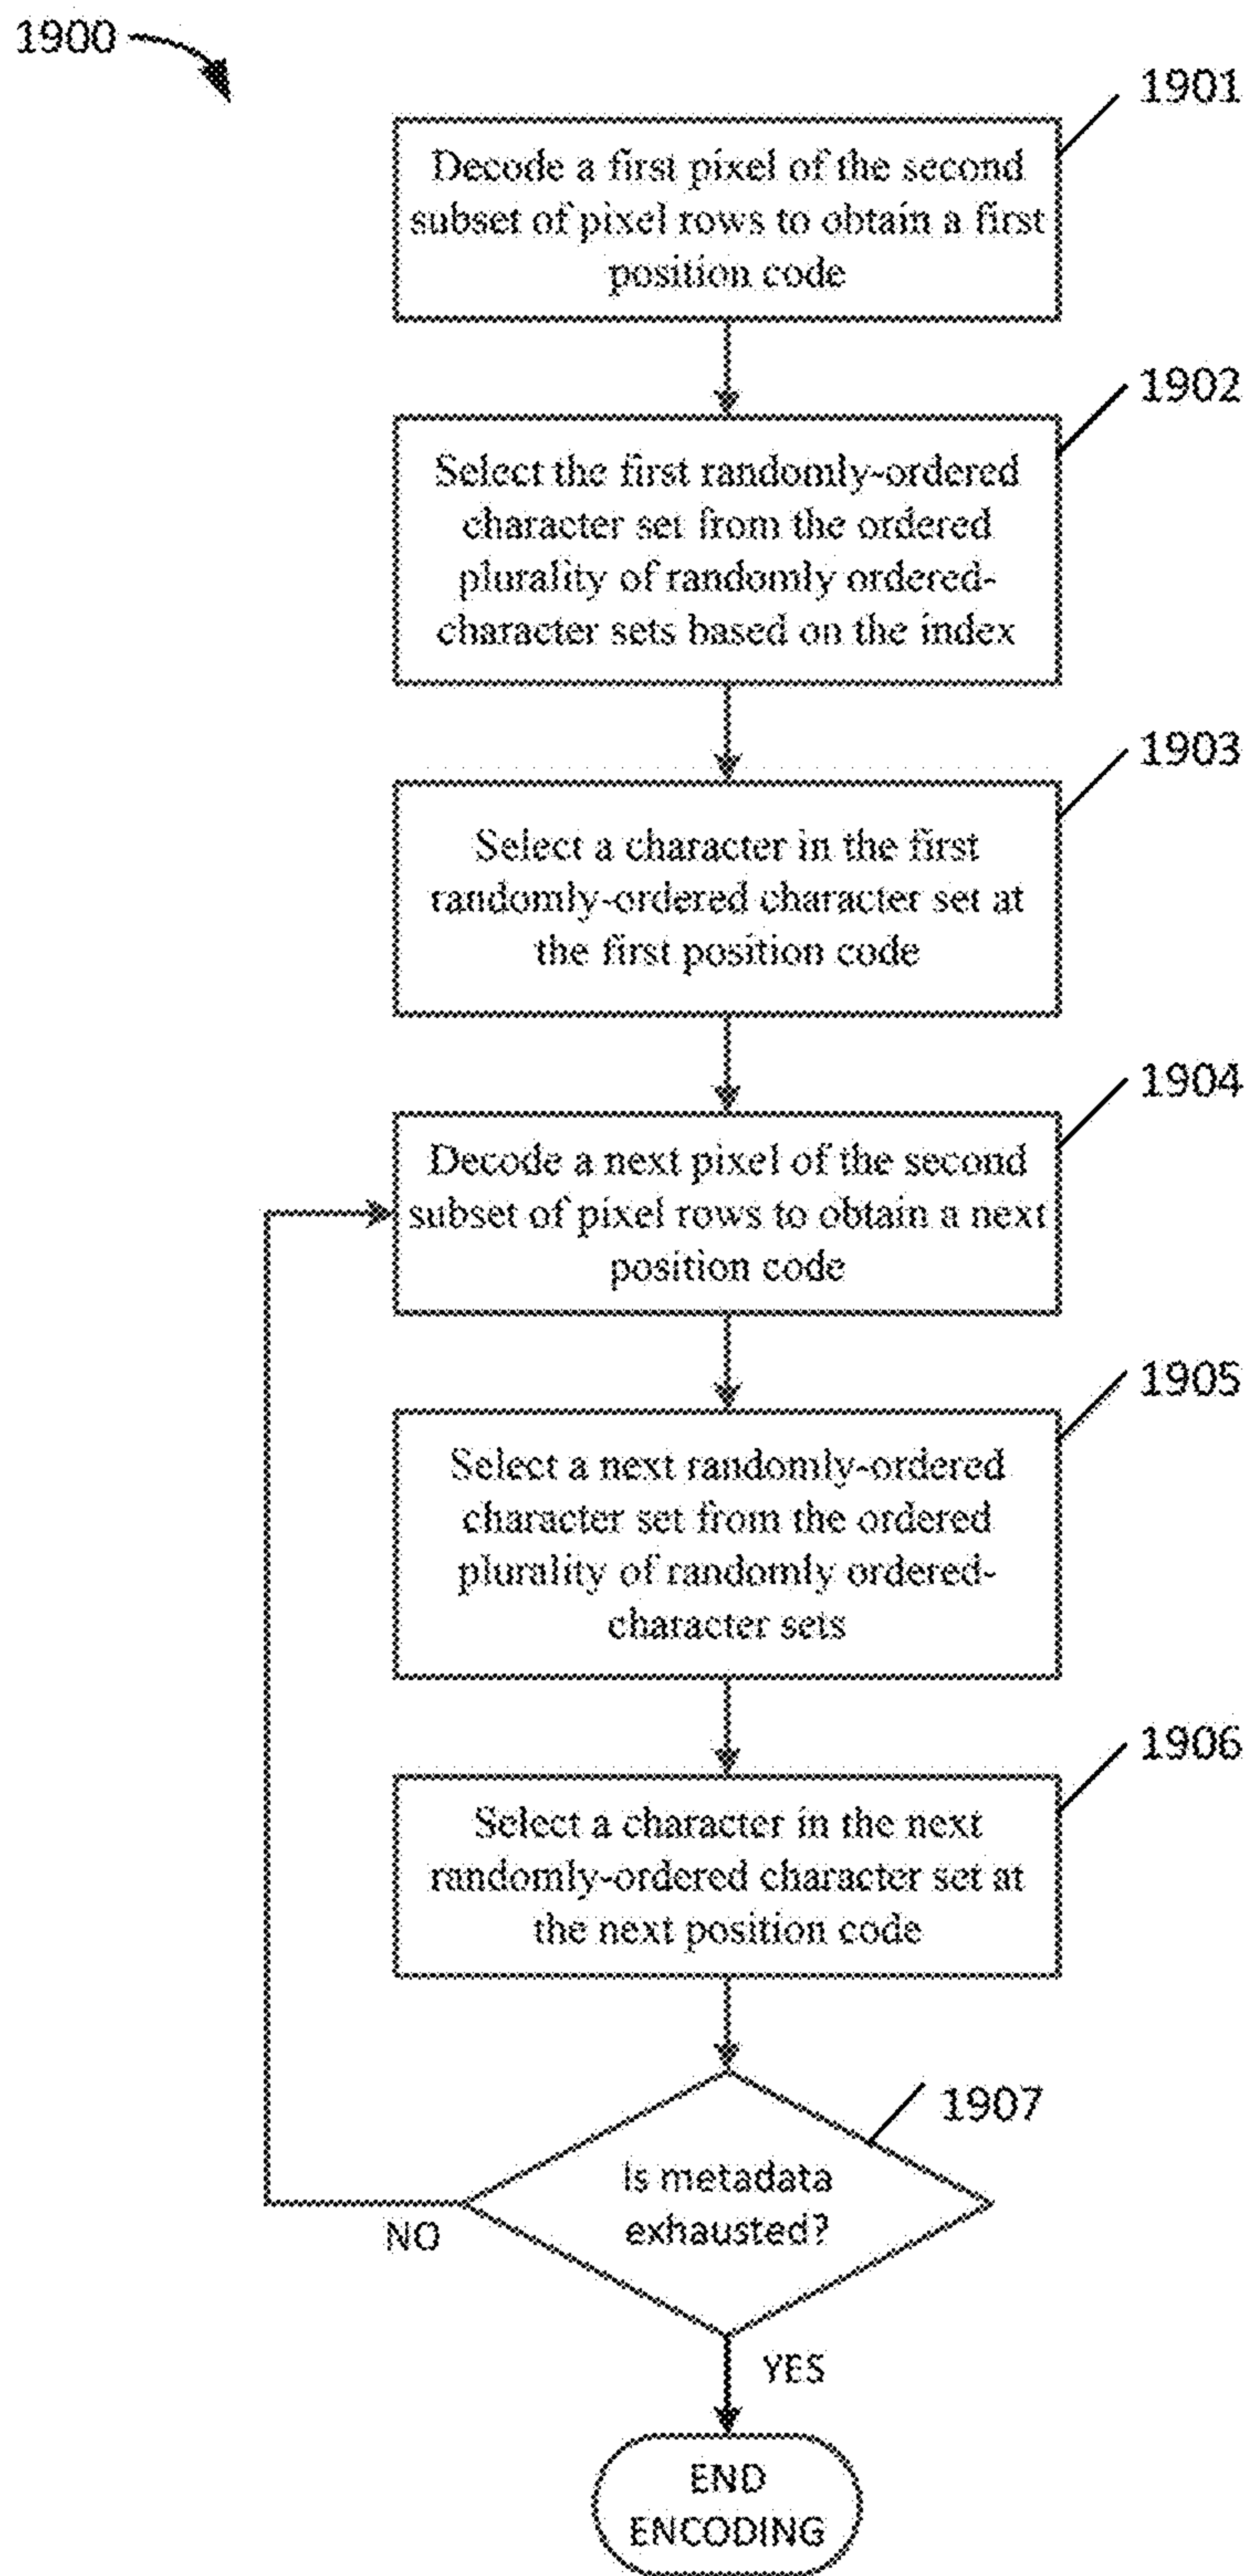 1900
1901
Decode a first pixel of the second
subset of pixel rows to obtain a first
position code
1902
Select the first randomly-ordered
character set from the ordered
plurality of randomly ordered-
character sets based on the index
1903
Select a character in the first
randomly-ordered character set at
the first position code
1904
Decode a next pixel of the second
subset of pixel rows to obtain a next
position code
1905
Select a next randomly-ordered
character set from the ordered
plurality of randomly ordered-
character sets
1906
Select a character in the next
randomly-ordered character set at
the next position code
1907
Is metadata
exhausted?
NO
YES
END
ENCODING